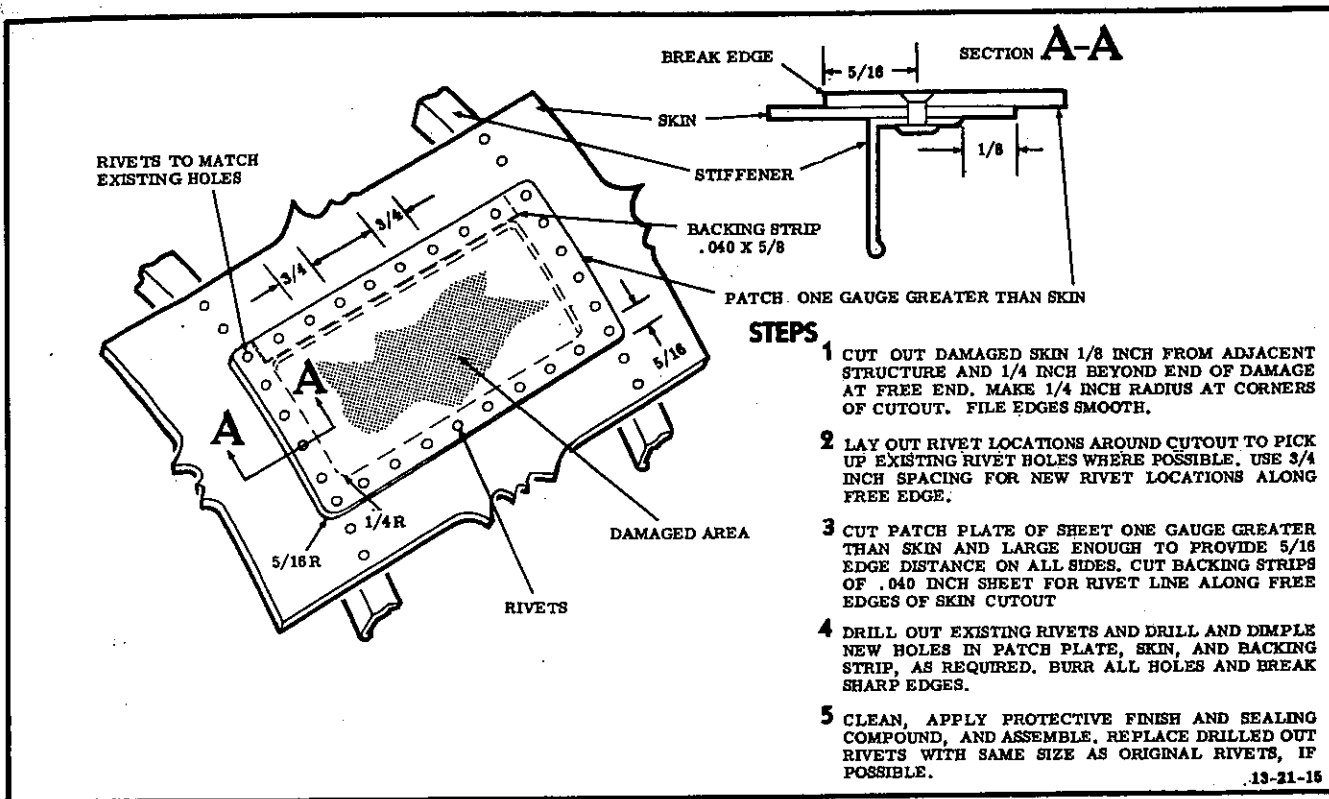 SECTION A-A
BREAK EDGE
5/16
SKIN
RIVETS TO MATCH
EXISTING HOLES
STIFFENER
1/8
3/4
3/4
BACKING STRIP
.040 X 5/8
PATCH ONE GAUGE GREATER THAN SKIN
5/16
A
A
1/4 R
5/16 R
DAMAGED AREA
RIVETS
STEPS
1 CUT OUT DAMAGED SKIN 1/8 INCH FROM ADJACENT
STRUCTURE AND 1/4 INCH BEYOND END OF DAMAGE
AT FREE END. MAKE 1/4 INCH RADIUS AT CORNERS
OF CUTOUT. FILE EDGES SMOOTH.
2 LAY OUT RIVET LOCATIONS AROUND CUTOUT TO PICK
UP EXISTING RIVET HOLES WHERE POSSIBLE. USE 3/4
INCH SPACING FOR NEW RIVET LOCATIONS ALONG
FREE EDGE.
3 CUT PATCH PLATE OF SHEET ONE GAUGE GREATER
THAN SKIN AND LARGE ENOUGH TO PROVIDE 5/16
EDGE DISTANCE ON ALL SIDES. CUT BACKING STRIPS
OF .040 INCH SHEET FOR RIVET LINE ALONG FREE
EDGES OF SKIN CUTOUT
4 DRILL OUT EXISTING RIVETS AND DRILL AND DIMPLE
NEW HOLES IN PATCH PLATE, SKIN, AND BACKING
STRIP, AS REQUIRED. BURR ALL HOLES AND BREAK
SHARP EDGES.
5 CLEAN, APPLY PROTECTIVE FINISH AND SEALING
COMPOUND, AND ASSEMBLE. REPLACE DRILLED OUT
RIVETS WITH SAME SIZE AS ORIGINAL RIVETS, IF
POSSIBLE.
13-21-15